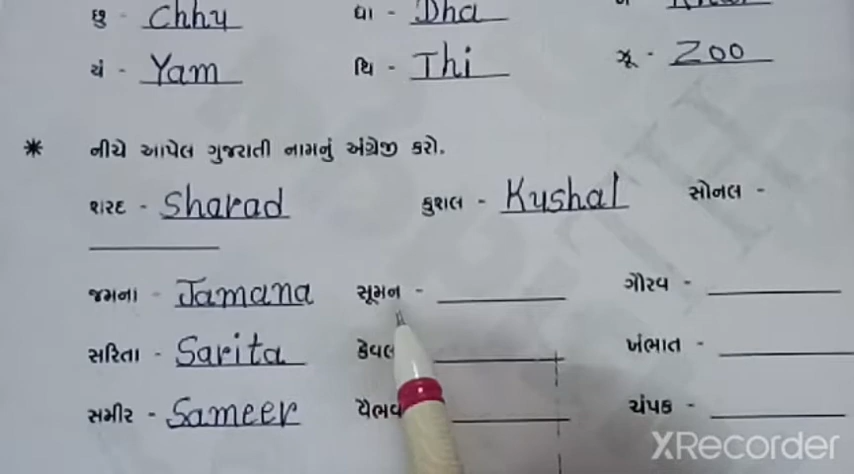 છુ - Chhu ઘા - Dha
યં - Yam થિ - Thi ઝૂ - Zoo
* નીચે આપેલ ગુજરાતી નામનું અંગ્રેજી કરો.
શરદ - Sharad કુશલ - Kushal સોનલ -
જમના - Jamana સૂમન - ગૌરવ -
સરિતા - Sarita કેવલ ખંભાત -
સમીર - Sameer વૈભવ ચંપક -
XRecorder